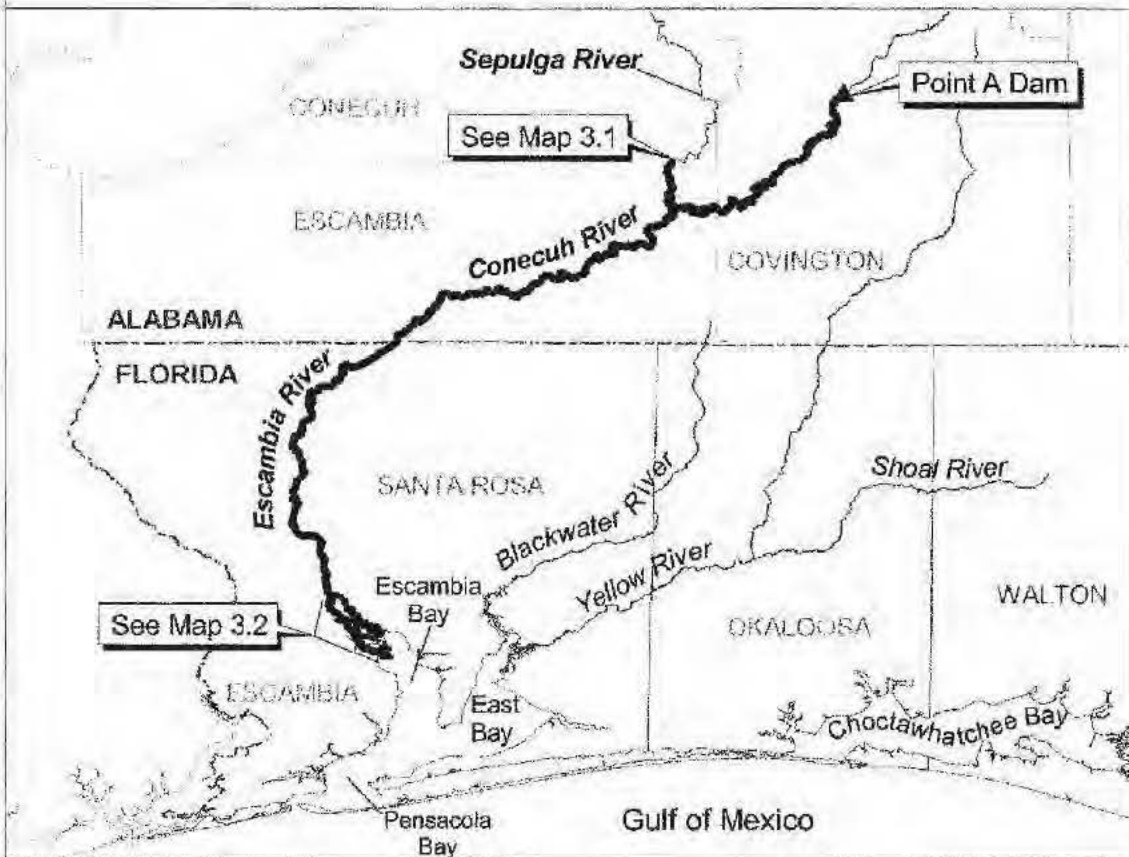 Sepulga River
Point A Dam
CONEGUH
See Map 3.1
ESCAMBIA
Conecuh River
COVINGTON
ALABAMA
FLORIDA
Escambia River
SANTA ROSA
Shoal River
Blackwater River
Yellow River
Escambia
Bay
WALTON
See Map 3.2
OKALOOSA
ESCAMBIA
East
Bay
Choctawhatchee Bay
Pensacola
Bay
Gulf of Mexico